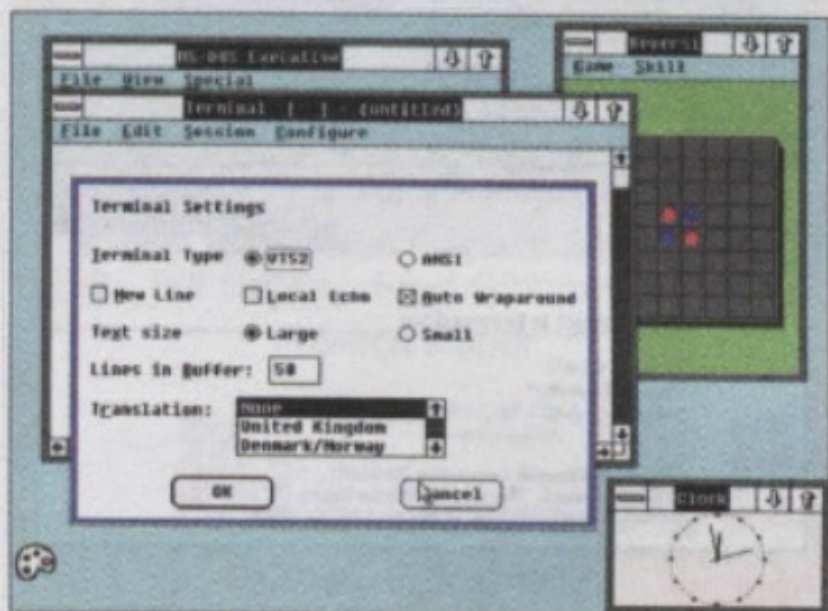 MS-DOS Executive
File View Special
Reversi
Game Skill
Terminal [ ] - (untitled)
File Edit Session Configure
Terminal Settings
Terminal Type VT52 ANSI
New Line Local Echo Auto Wraparound
Text size Large Small
Lines in Buffer: 50
Translation: None
United Kingdom
Denmark/Norway
OK Cancel
Clock